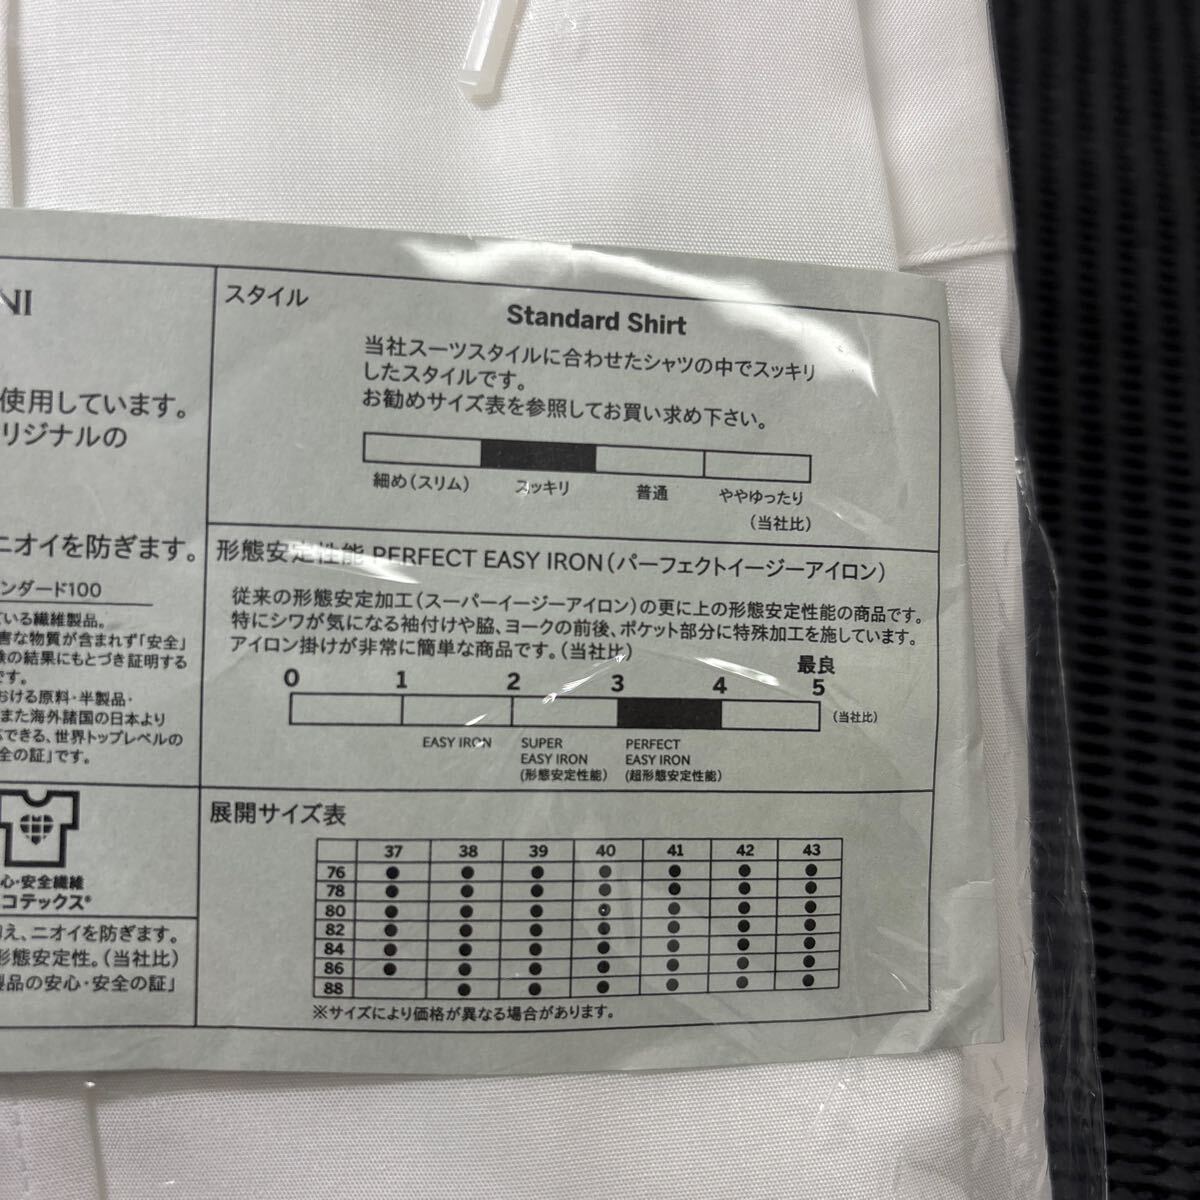 NI
使用しています。
リジナルの
ニオイを防ぎます。
ンダード100
ている繊維製品。
害な物質が含まれず「安全」
験の結果にもとづき証明する
です。
おける原料・半製品・
また海外諸国の日本より
できる、世界トップレベルの
全の証」です。
心・安全繊維
コテックス®
え、ニオイを防ぎます。
形態安定性。(当社比)
製品の安心・安全の証」
スタイル
Standard Shirt
当社スーツスタイルに合わせたシャツの中でスッキリ
したスタイルです。
お勧めサイズ表を参照してお買い求め下さい。
細め(スリム) スッキリ 普通 ややゆったり
(当社比)
形態安定性能 PERFECT EASY IRON(パーフェクトイージーアイロン)
従来の形態安定加工(スーパーイージーアイロン)の更に上の形態安定性能の商品です。
特にシワが気になる袖付けや脇、ヨークの前後、ポケット部分に特殊加工を施しています。
アイロン掛けが非常に簡単な商品です。(当社比)
最良
0 1 2 3 4 5
(当社比)
EASY IRON SUPER PERFECT
EASY IRON EASY IRON
(形態安定性能) (超形態安定性能)
展開サイズ表
37 38 39 40 41 42 43
76 ● ● ● ● ● ● ●
78 ● ● ● ● ● ● ●
80 ● ● ● ● ● ● ●
82 ● ● ● ● ● ● ●
84 ● ● ● ● ● ● ●
86 ● ● ● ● ● ● ●
88 ● ● ● ● ● ●
※サイズにより価格が異なる場合があります。